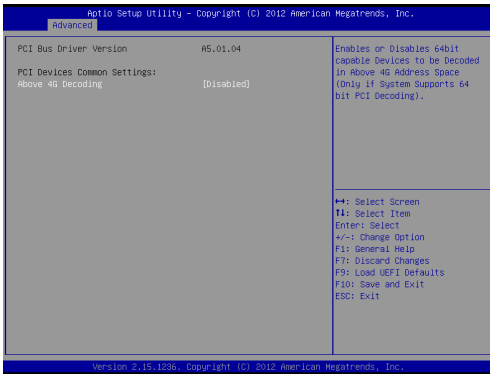 Aptio Setup Utility – Copyright (C) 2012 American Megatrends, Inc.
Advanced
PCI Bus Driver Version A5.01.04
PCI Devices Common Settings:
Above 4G Decoding [Disabled]
Enables or Disables 64bit
capable Devices to be Decoded
in Above 4G Address Space
(Only if System Supports 64
bit PCI Decoding).
↔: Select Screen
↑↓: Select Item
Enter: Select
+/-: Change Option
F1: General Help
F7: Discard Changes
F9: Load UEFI Defaults
F10: Save and Exit
ESC: Exit
Version 2.15.1236. Copyright (C) 2012 American Megatrends, Inc.